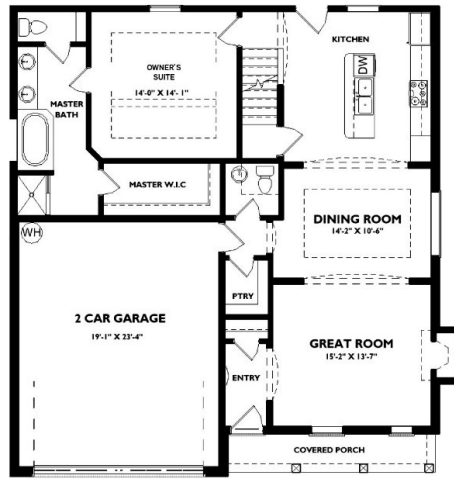 KITCHEN
OWNER'S
SUITE
14'-0" X 14'- 1"
DW
MASTER
BATH
MASTER W.I.C
DINING ROOM
14'-2" X 10'-6"
WH
PTRY
2 CAR GARAGE
19'-1" X 23'-4"
GREAT ROOM
15'-2" X 13'-7"
ENTRY
COVERED PORCH